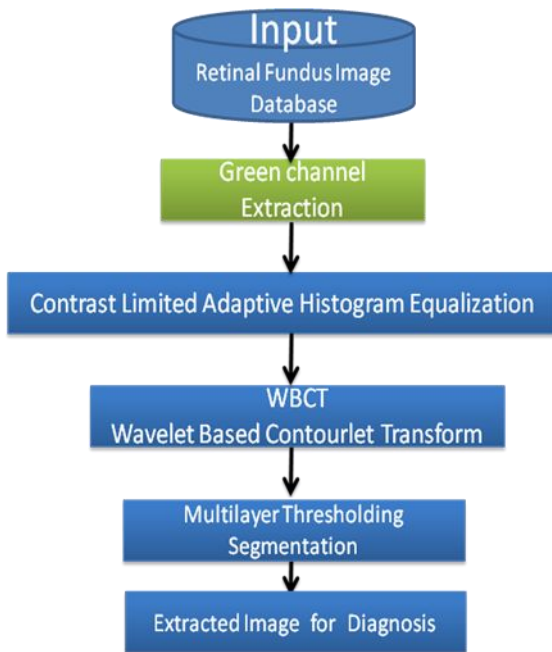 Input
Retinal Fundus Image
Database
Green channel
Extraction
Contrast Limited Adaptive Histogram Equalization
WBCT
Wavelet Based Contourlet Transform
Multilayer Thresholding
Segmentation
Extracted Image for Diagnosis